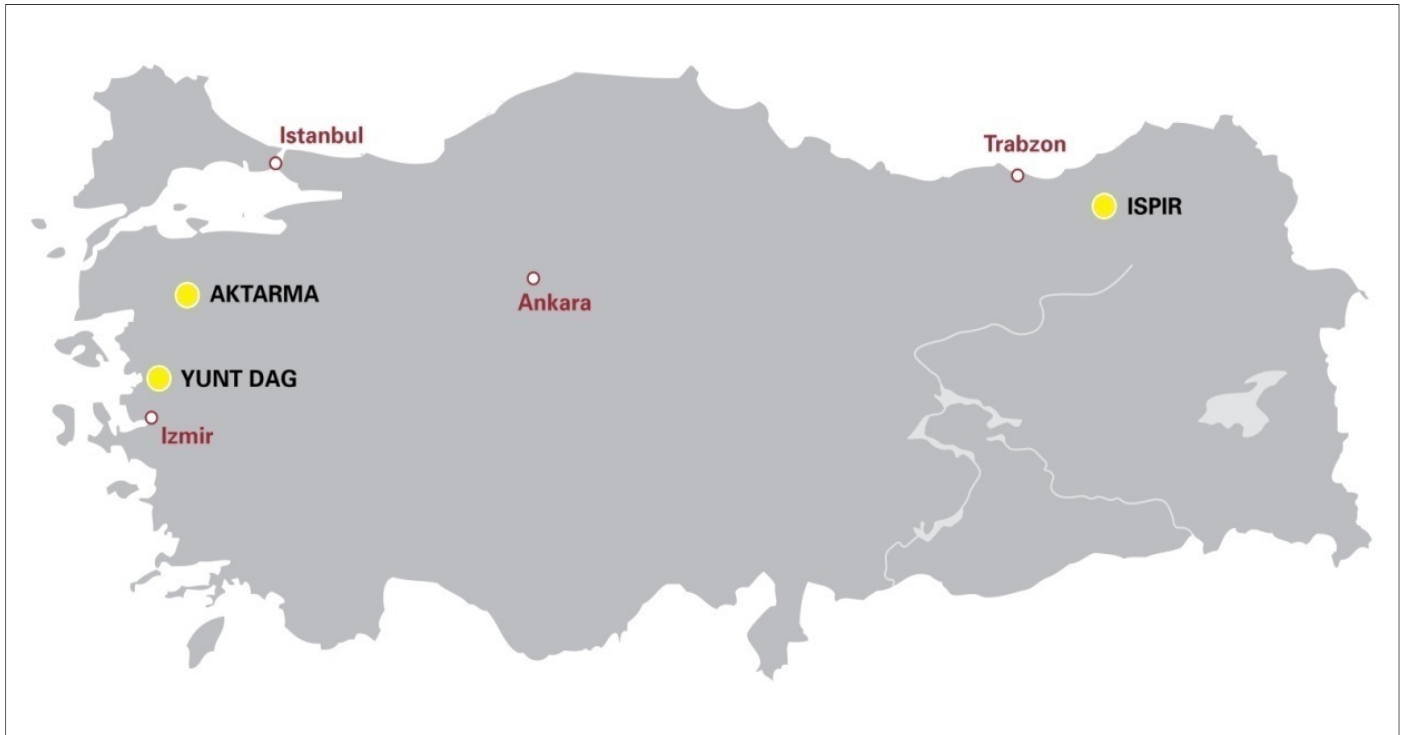 Istanbul
Trabzon
ISPIR
AKTARMA
Ankara
YUNT DAG
Izmir